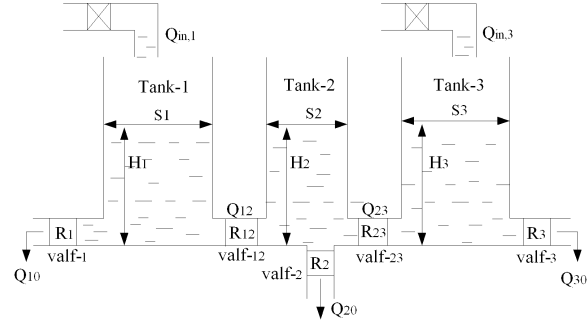 Qin,1
Qin,3
Tank-1
Tank-2
Tank-3
S1
S2
S3
H1
H2
H3
Q12
Q23
R1
R12
R23
R3
valf-1
valf-12
valf-2
R2
valf-23
valf-3
Q10
Q20
Q30